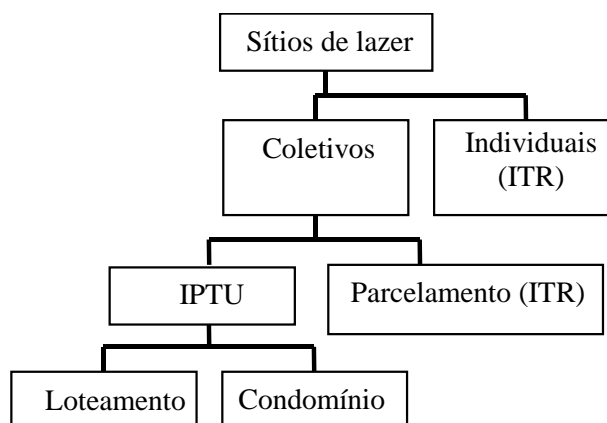 Sítios de lazer
Coletivos
Individuais
(ITR)
IPTU
Parcelamento (ITR)
Loteamento
Condomínio